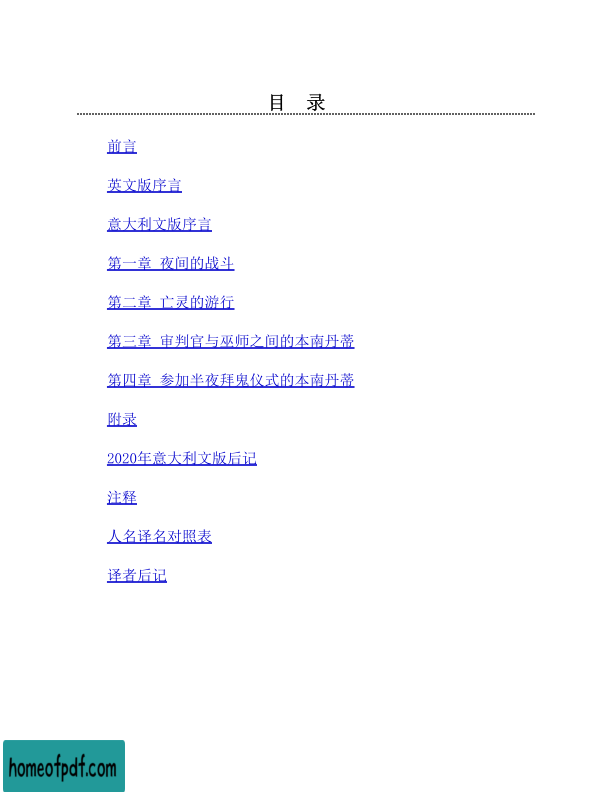 目 录
前言
英文版序言
意大利文版序言
第一章 夜间的战斗
第二章 亡灵的游行
第三章 审判官与巫师之间的本南丹蒂
第四章 参加半夜拜鬼仪式的本南丹蒂
附录
2020年意大利文版后记
注释
人名译名对照表
译者后记
homeofpdf.com